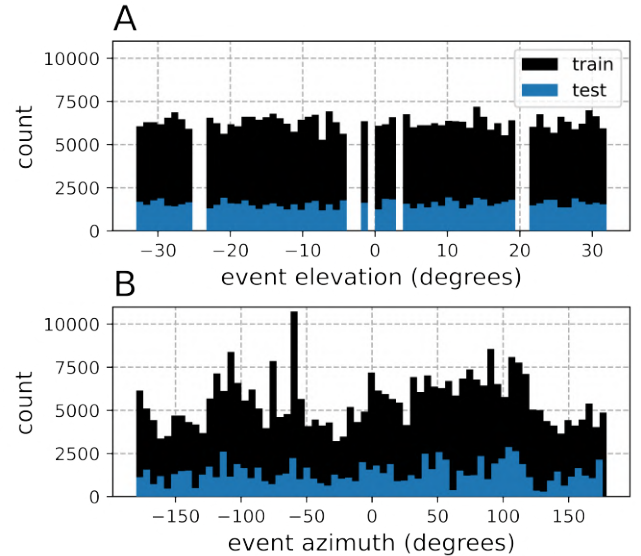 A
10000
7500
5000
2500
0
count
train
test
−30 −20 −10 0 10 20 30
event elevation (degrees)
B
10000
7500
5000
2500
0
count
−150 −100 −50 0 50 100 150
event azimuth (degrees)